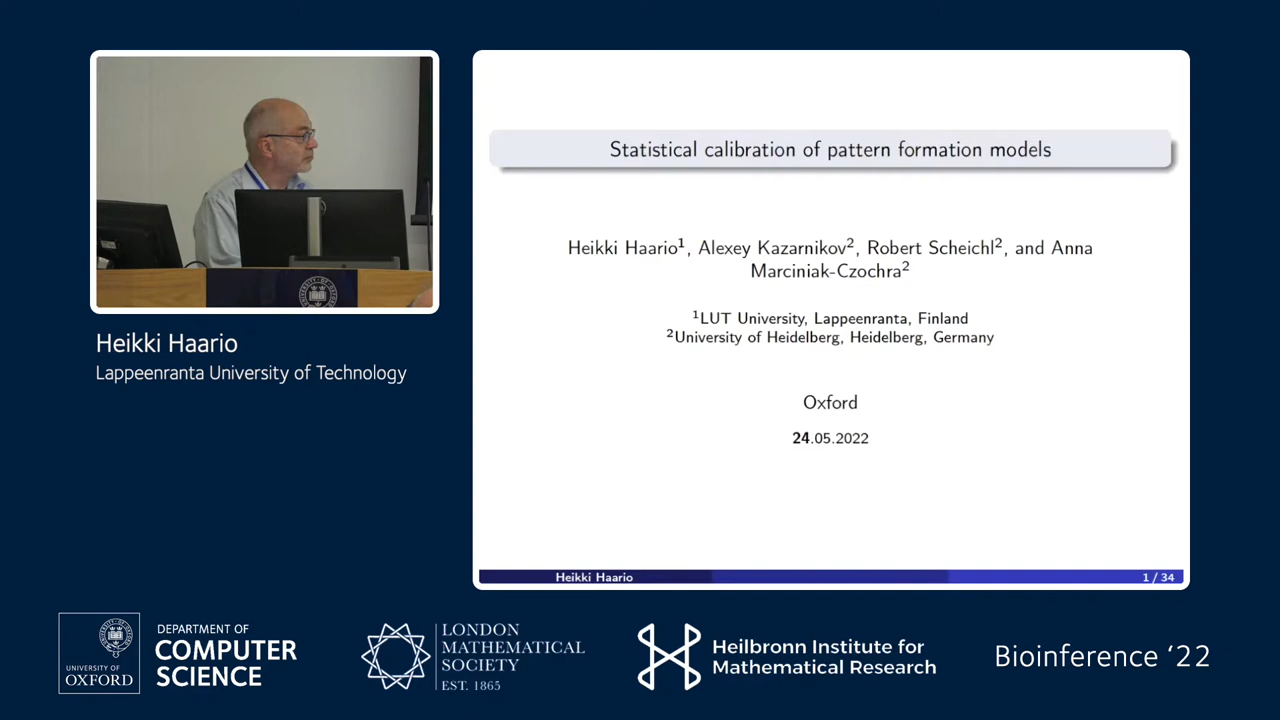 Statistical calibration of pattern formation models
Heikki Haario¹, Alexey Kazarnikov², Robert Scheichl², and Anna
Marciniak-Czochra²
¹LUT University, Lappeenranta, Finland
²University of Heidelberg, Heidelberg, Germany
Oxford
24.05.2022
Heikki Haario
1 / 34
Heikki Haario
Lappeenranta University of Technology
UNIVERSITY OF
OXFORD
DEPARTMENT OF
COMPUTER
SCIENCE
LONDON
MATHEMATICAL
SOCIETY
EST. 1865
Heilbronn Institute for
Mathematical Research
Bioinference ‘22